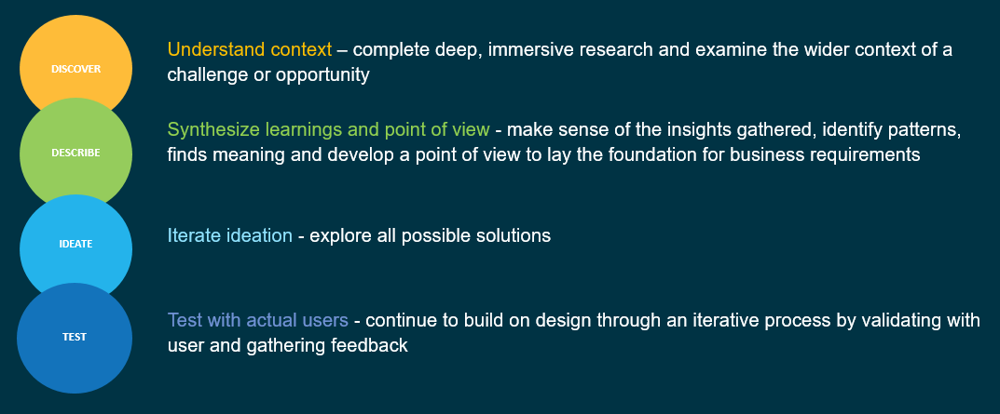 DISCOVER
Understand context – complete deep, immersive research and examine the wider context of a
challenge or opportunity
DESCRIBE
Synthesize learnings and point of view - make sense of the insights gathered, identify patterns,
finds meaning and develop a point of view to lay the foundation for business requirements
IDEATE
Iterate ideation - explore all possible solutions
TEST
Test with actual users - continue to build on design through an iterative process by validating with
user and gathering feedback